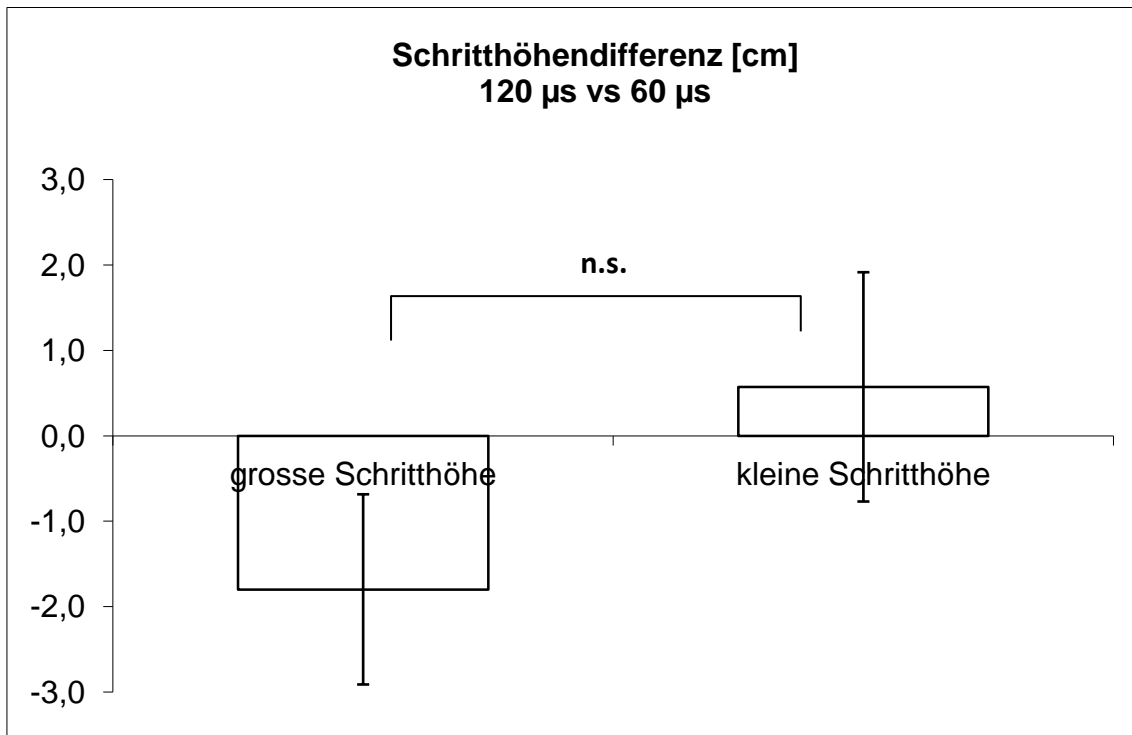 Schritthöhendifferenz [cm]
120 µs vs 60 µs
3,0
2,0
n.s.
1,0
0,0
grosse Schritthöhe
kleine Schritthöhe
-1,0
-2,0
-3,0